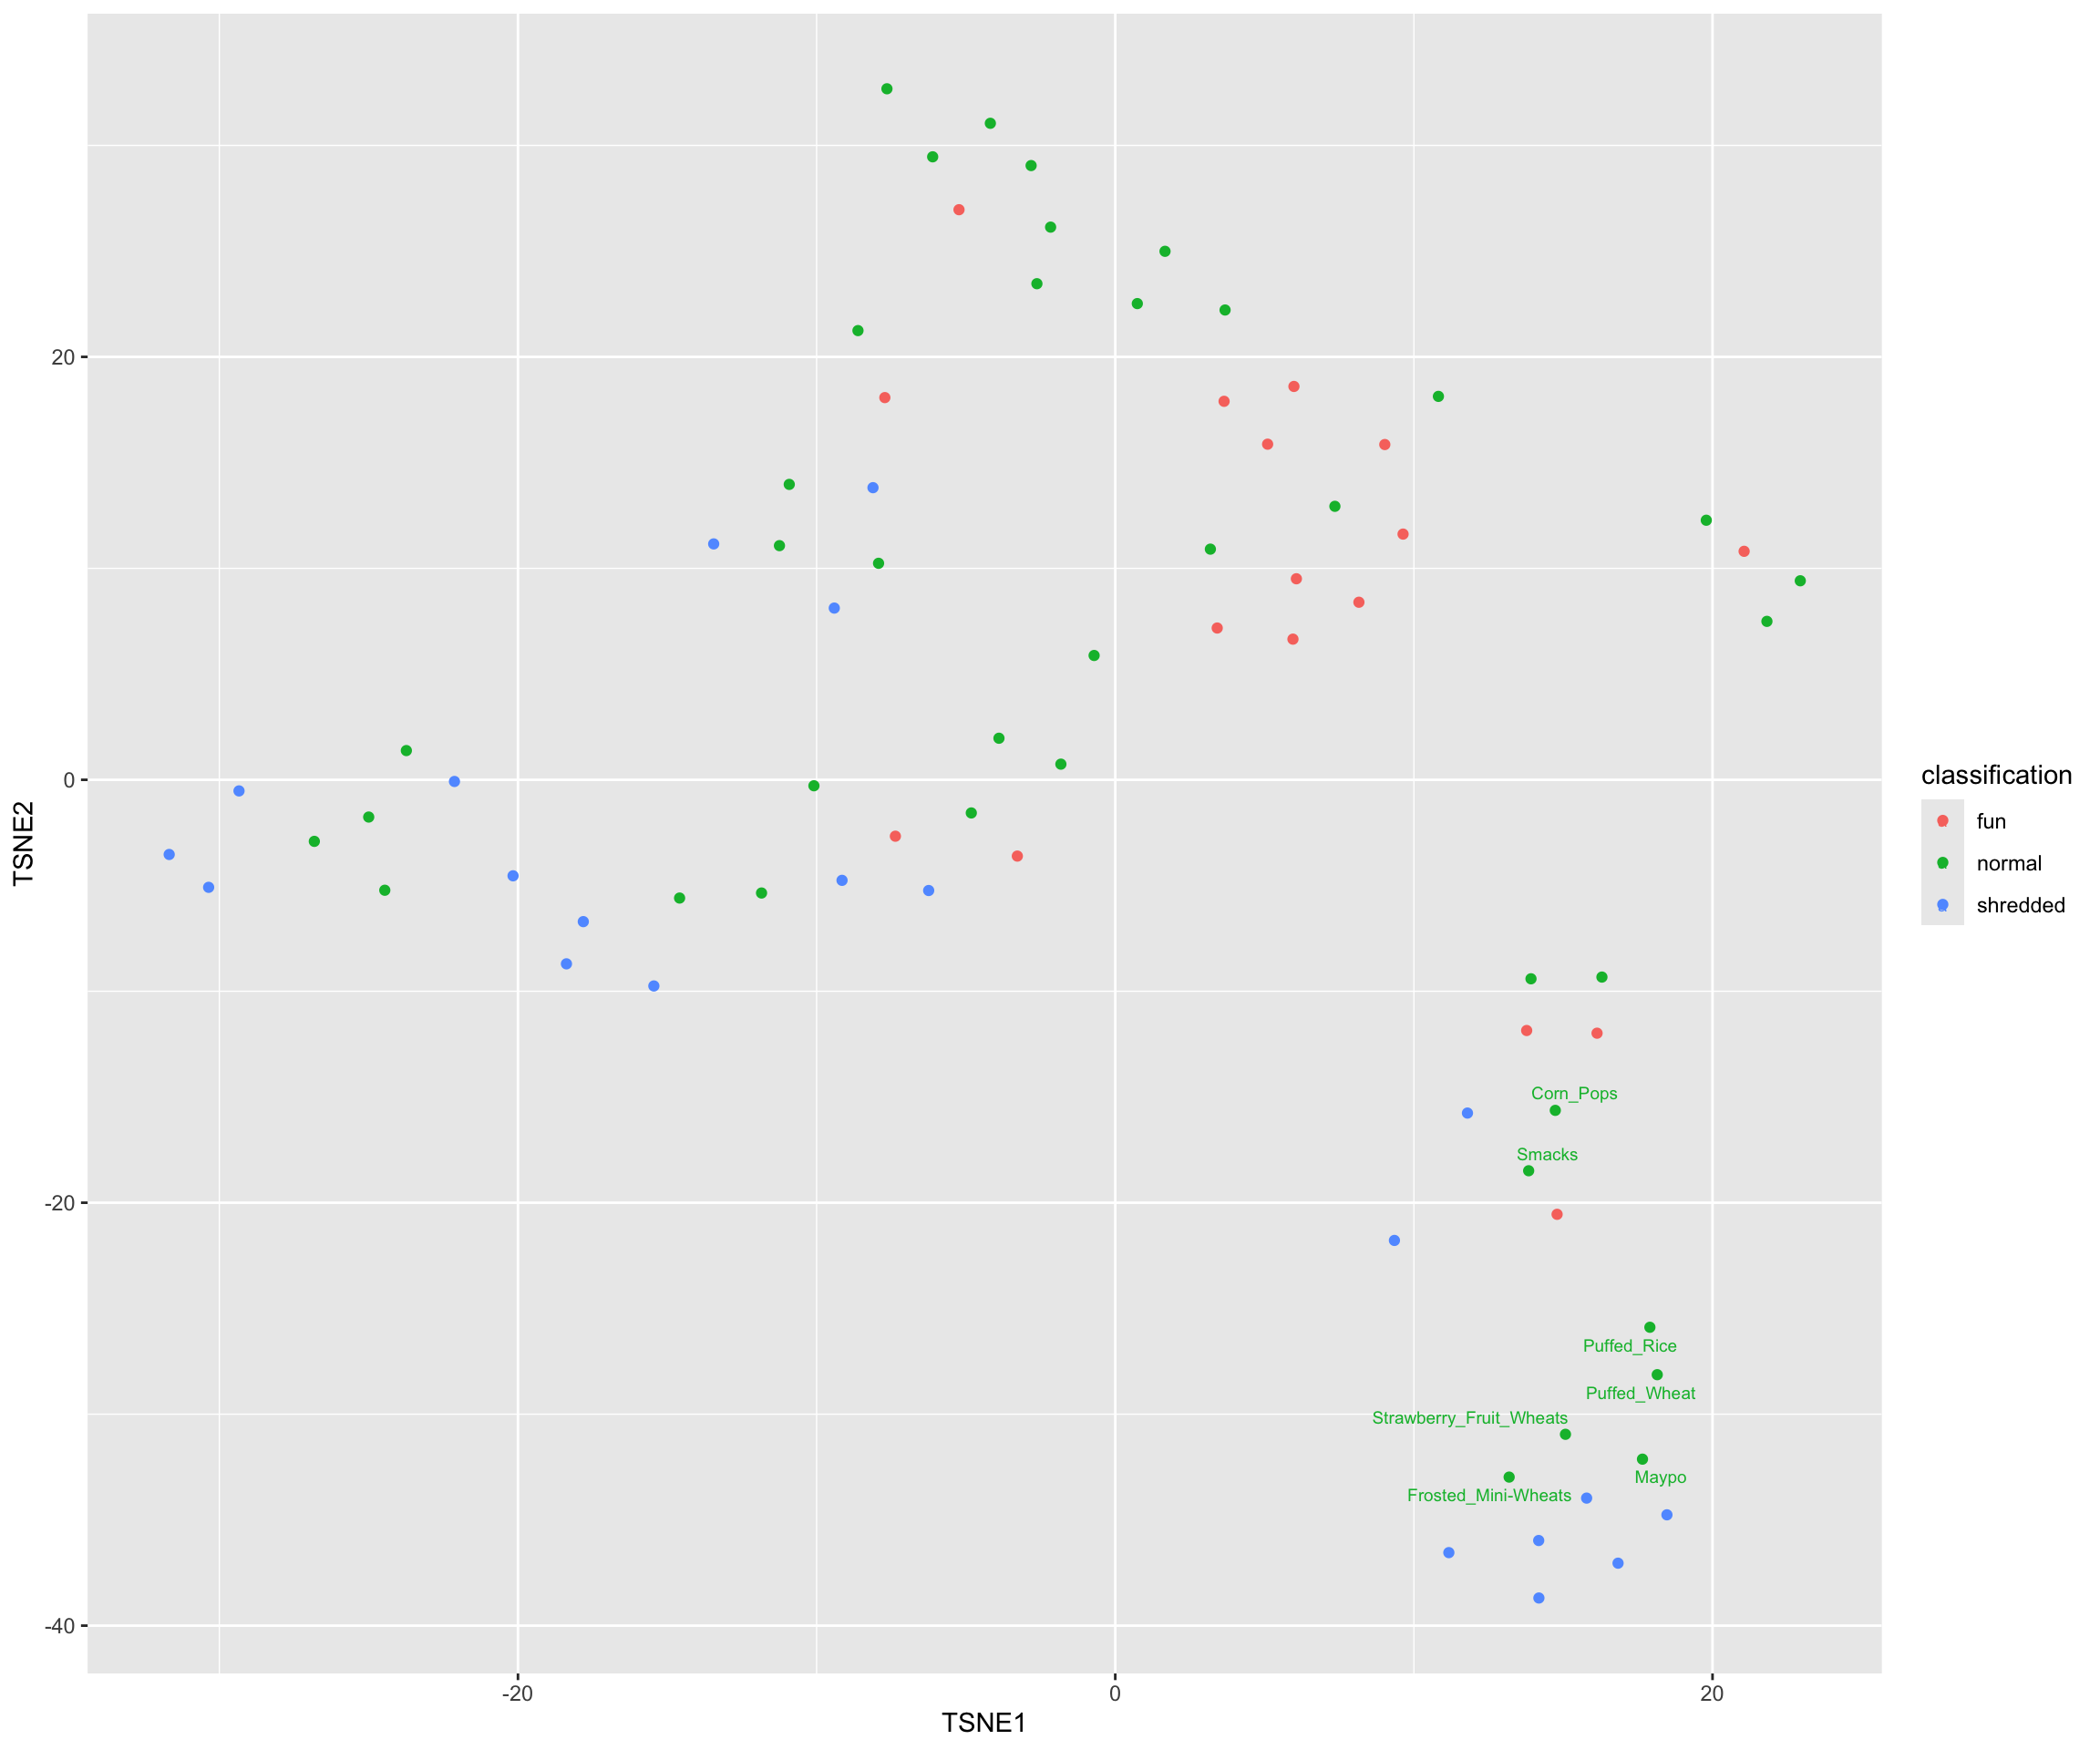 20
0
-20
-40
TSNE2
Corn_Pops
Smacks
Puffed_Rice
Puffed_Wheat
Strawberry_Fruit_Wheats
Maypo
Frosted_Mini-Wheats
-20
0
20
TSNE1
classification
fun
normal
shredded